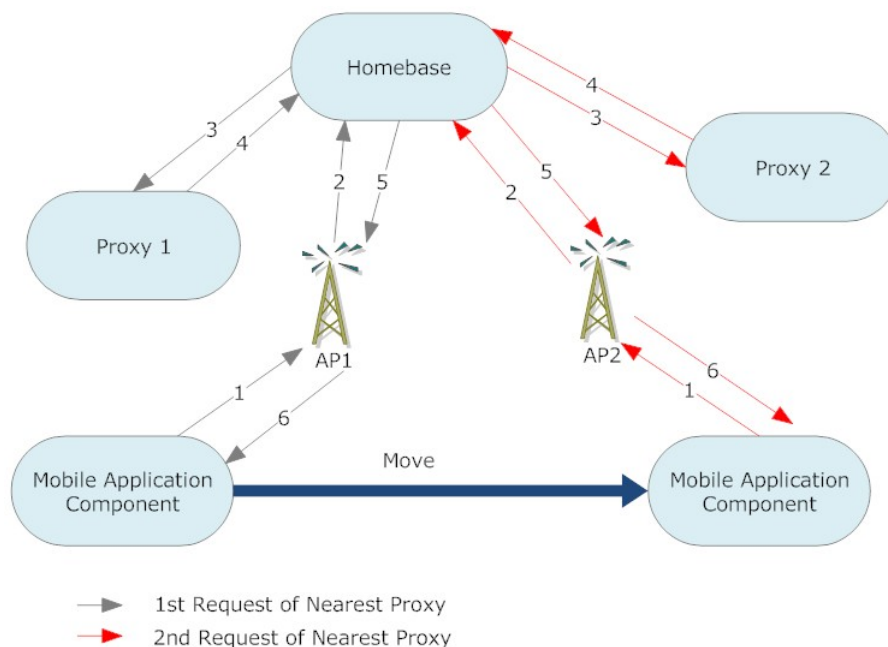 Homebase
4
3
3
4
2
5
5
2
Proxy 2
Proxy 1
AP1
AP2
1
6
6
1
Move
Mobile Application
Component
Mobile Application
Component
1st Request of Nearest Proxy
2nd Request of Nearest Proxy